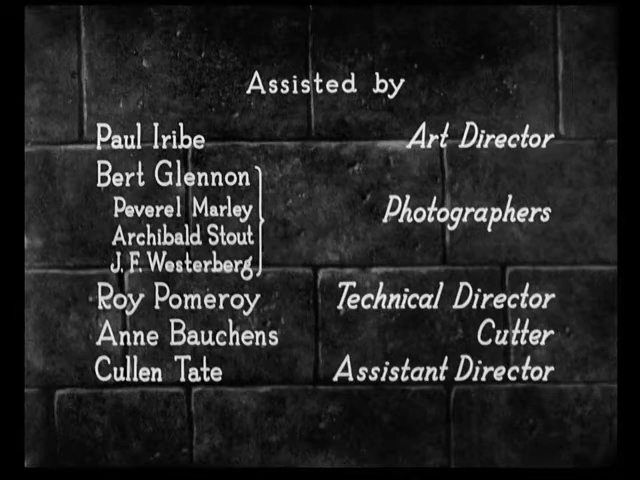 Assisted by
Paul Iribe Art Director
Bert Glennon
Peverel Marley Photographers
Archibald Stout
J. F. Westerberg
Roy Pomeroy Technical Director
Anne Bauchens Cutter
Cullen Tate Assistant Director